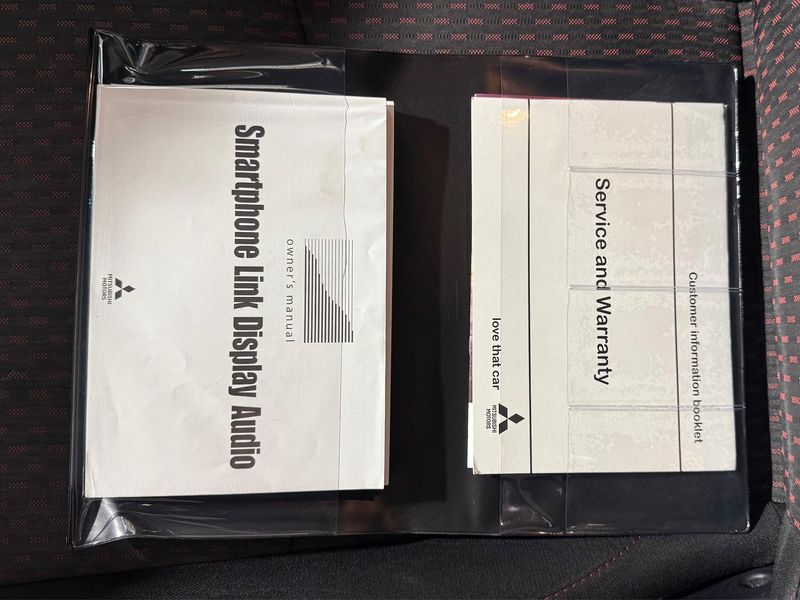 owner's manual
Smartphone Link Display Audio
MITSUBISHI
MOTORS
Customer information booklet
Service and Warranty
love that car
MITSUBISHI
MOTORS